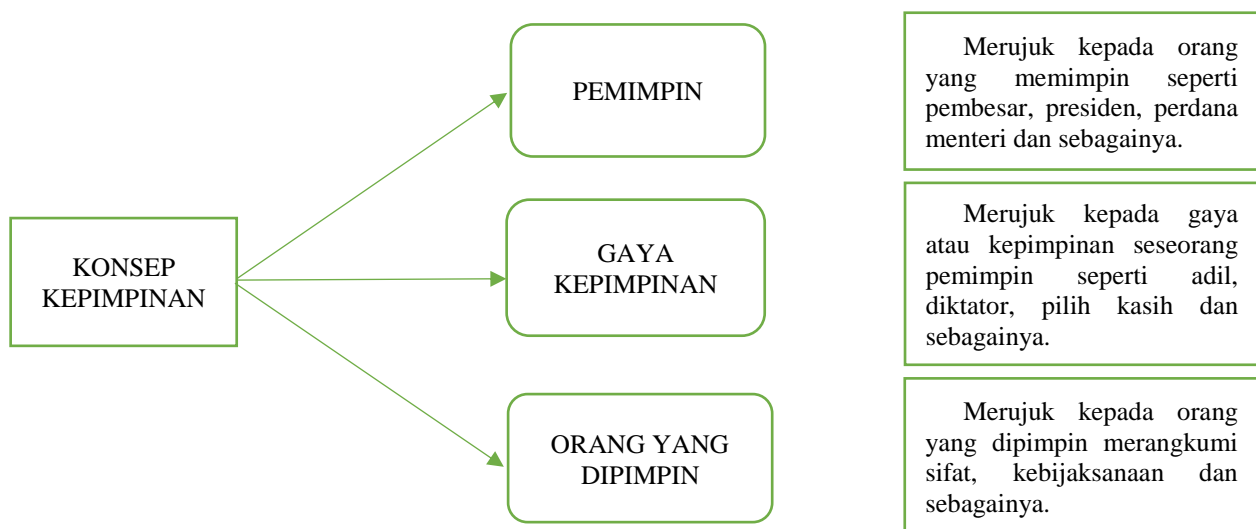 KONSEP
KEPIMPINAN
PEMIMPIN
Merujuk kepada orang
yang memimpin seperti
pembesar, presiden, perdana
menteri dan sebagainya.
GAYA
KEPIMPINAN
Merujuk kepada gaya
atau kepimpinan seseorang
pemimpin seperti adil,
diktator, pilih kasih dan
sebagainya.
ORANG YANG
DIPIMPIN
Merujuk kepada orang
yang dipimpin merangkumi
sifat, kebijaksanaan dan
sebagainya.